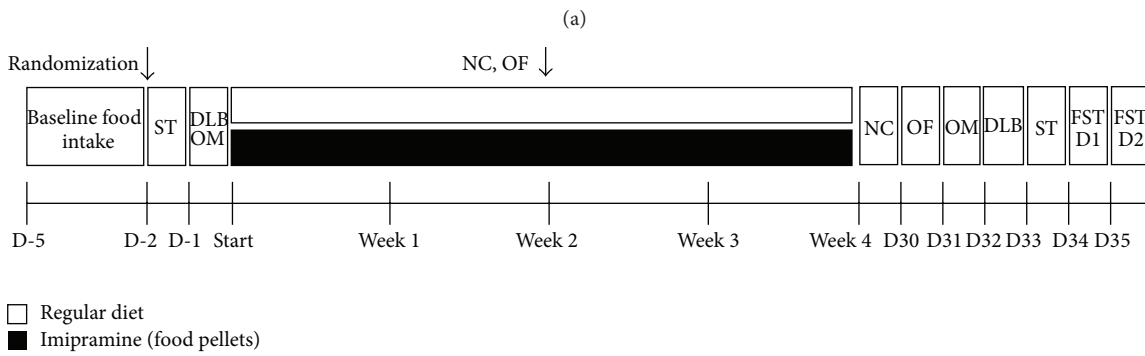 (a)
Randomization
NC, OF
Baseline food
intake
ST
DLB
OM
NC
OF
OM
DLB
ST
FST
D1
FST
D2
D-5
D-2
D-1
Start
Week 1
Week 2
Week 3
Week 4
D30
D31
D32
D33
D34
D35
Regular diet
Imipramine (food pellets)